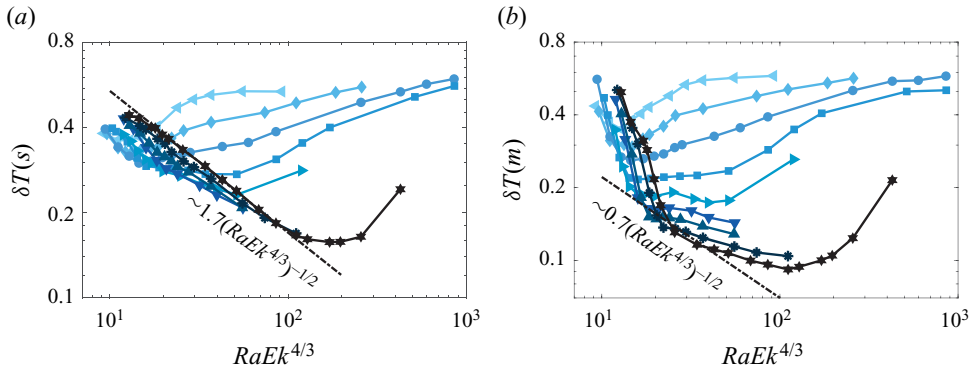 (a)
0.8
0.4
0.2
0.1
δT(s)
~1.7(RaEk^{4/3})^{–1/2}
10^1
10^2
10^3
RaEk^{4/3}
(b)
0.8
0.4
0.2
0.1
δT(m)
~0.7(RaEk^{4/3})^{–1/2}
10^1
10^2
10^3
RaEk^{4/3}